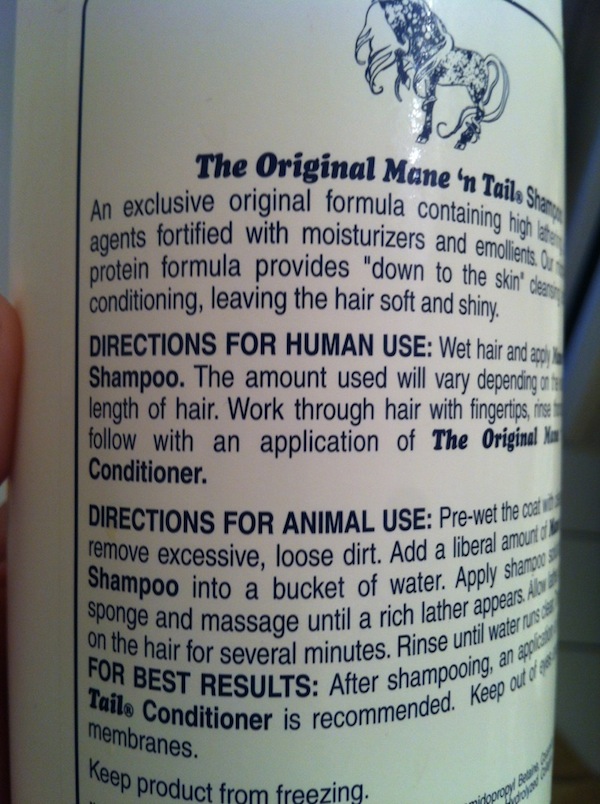 The Original Mane 'n Tail® Shampoo
An exclusive original formula containing high lathering
agents fortified with moisturizers and emollients. Our
protein formula provides "down to the skin" cleansing
conditioning, leaving the hair soft and shiny.
DIRECTIONS FOR HUMAN USE: Wet hair and apply
Shampoo. The amount used will vary depending on the
length of hair. Work through hair with fingertips, rinse
follow with an application of The Original
Conditioner.
DIRECTIONS FOR ANIMAL USE: Pre-wet the coat with
remove excessive, loose dirt. Add a liberal amount of
Shampoo into a bucket of water. Apply shampoo
sponge and massage until a rich lather appears. Allow
on the hair for several minutes. Rinse until water runs clear
FOR BEST RESULTS: After shampooing, an application
Tail® Conditioner is recommended. Keep out of eyes
membranes.
Keep product from freezing.